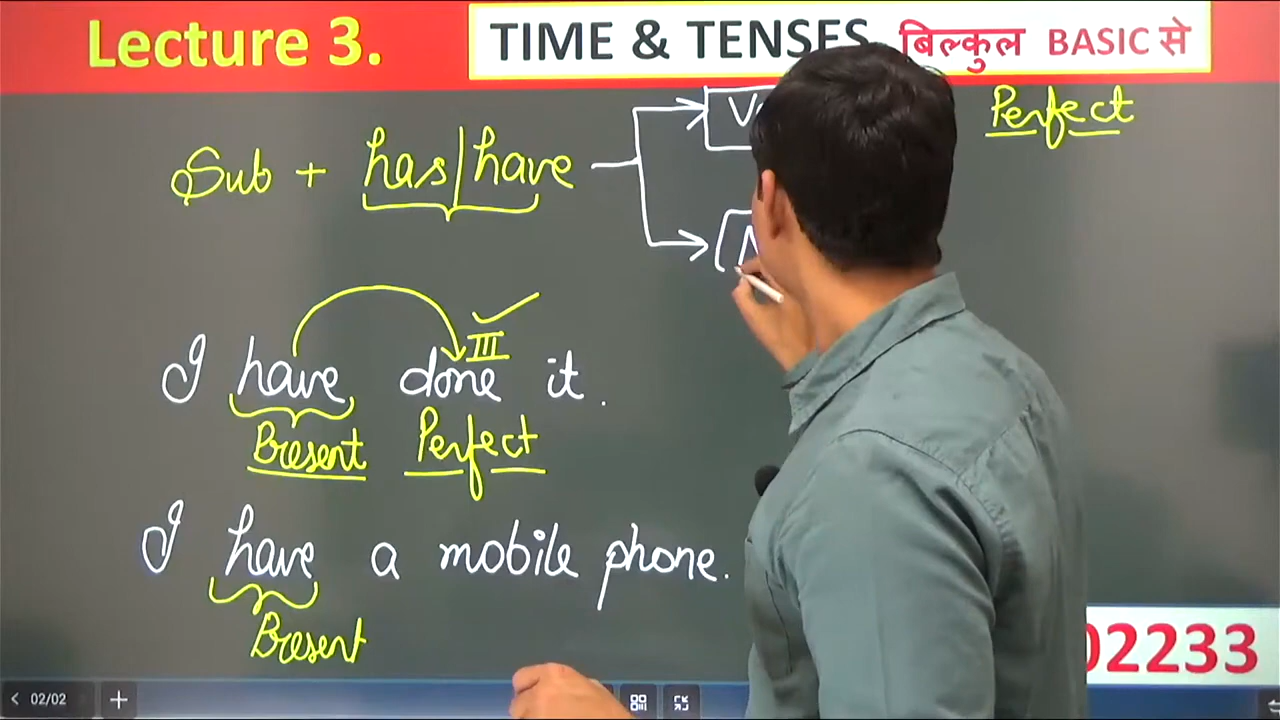 Lecture 3.
TIME & TENSES बिल्कुल BASIC से
Perfect
Sub + has|have
III
I have done it.
Present Perfect
I have a mobile phone.
Present
02233
02/02